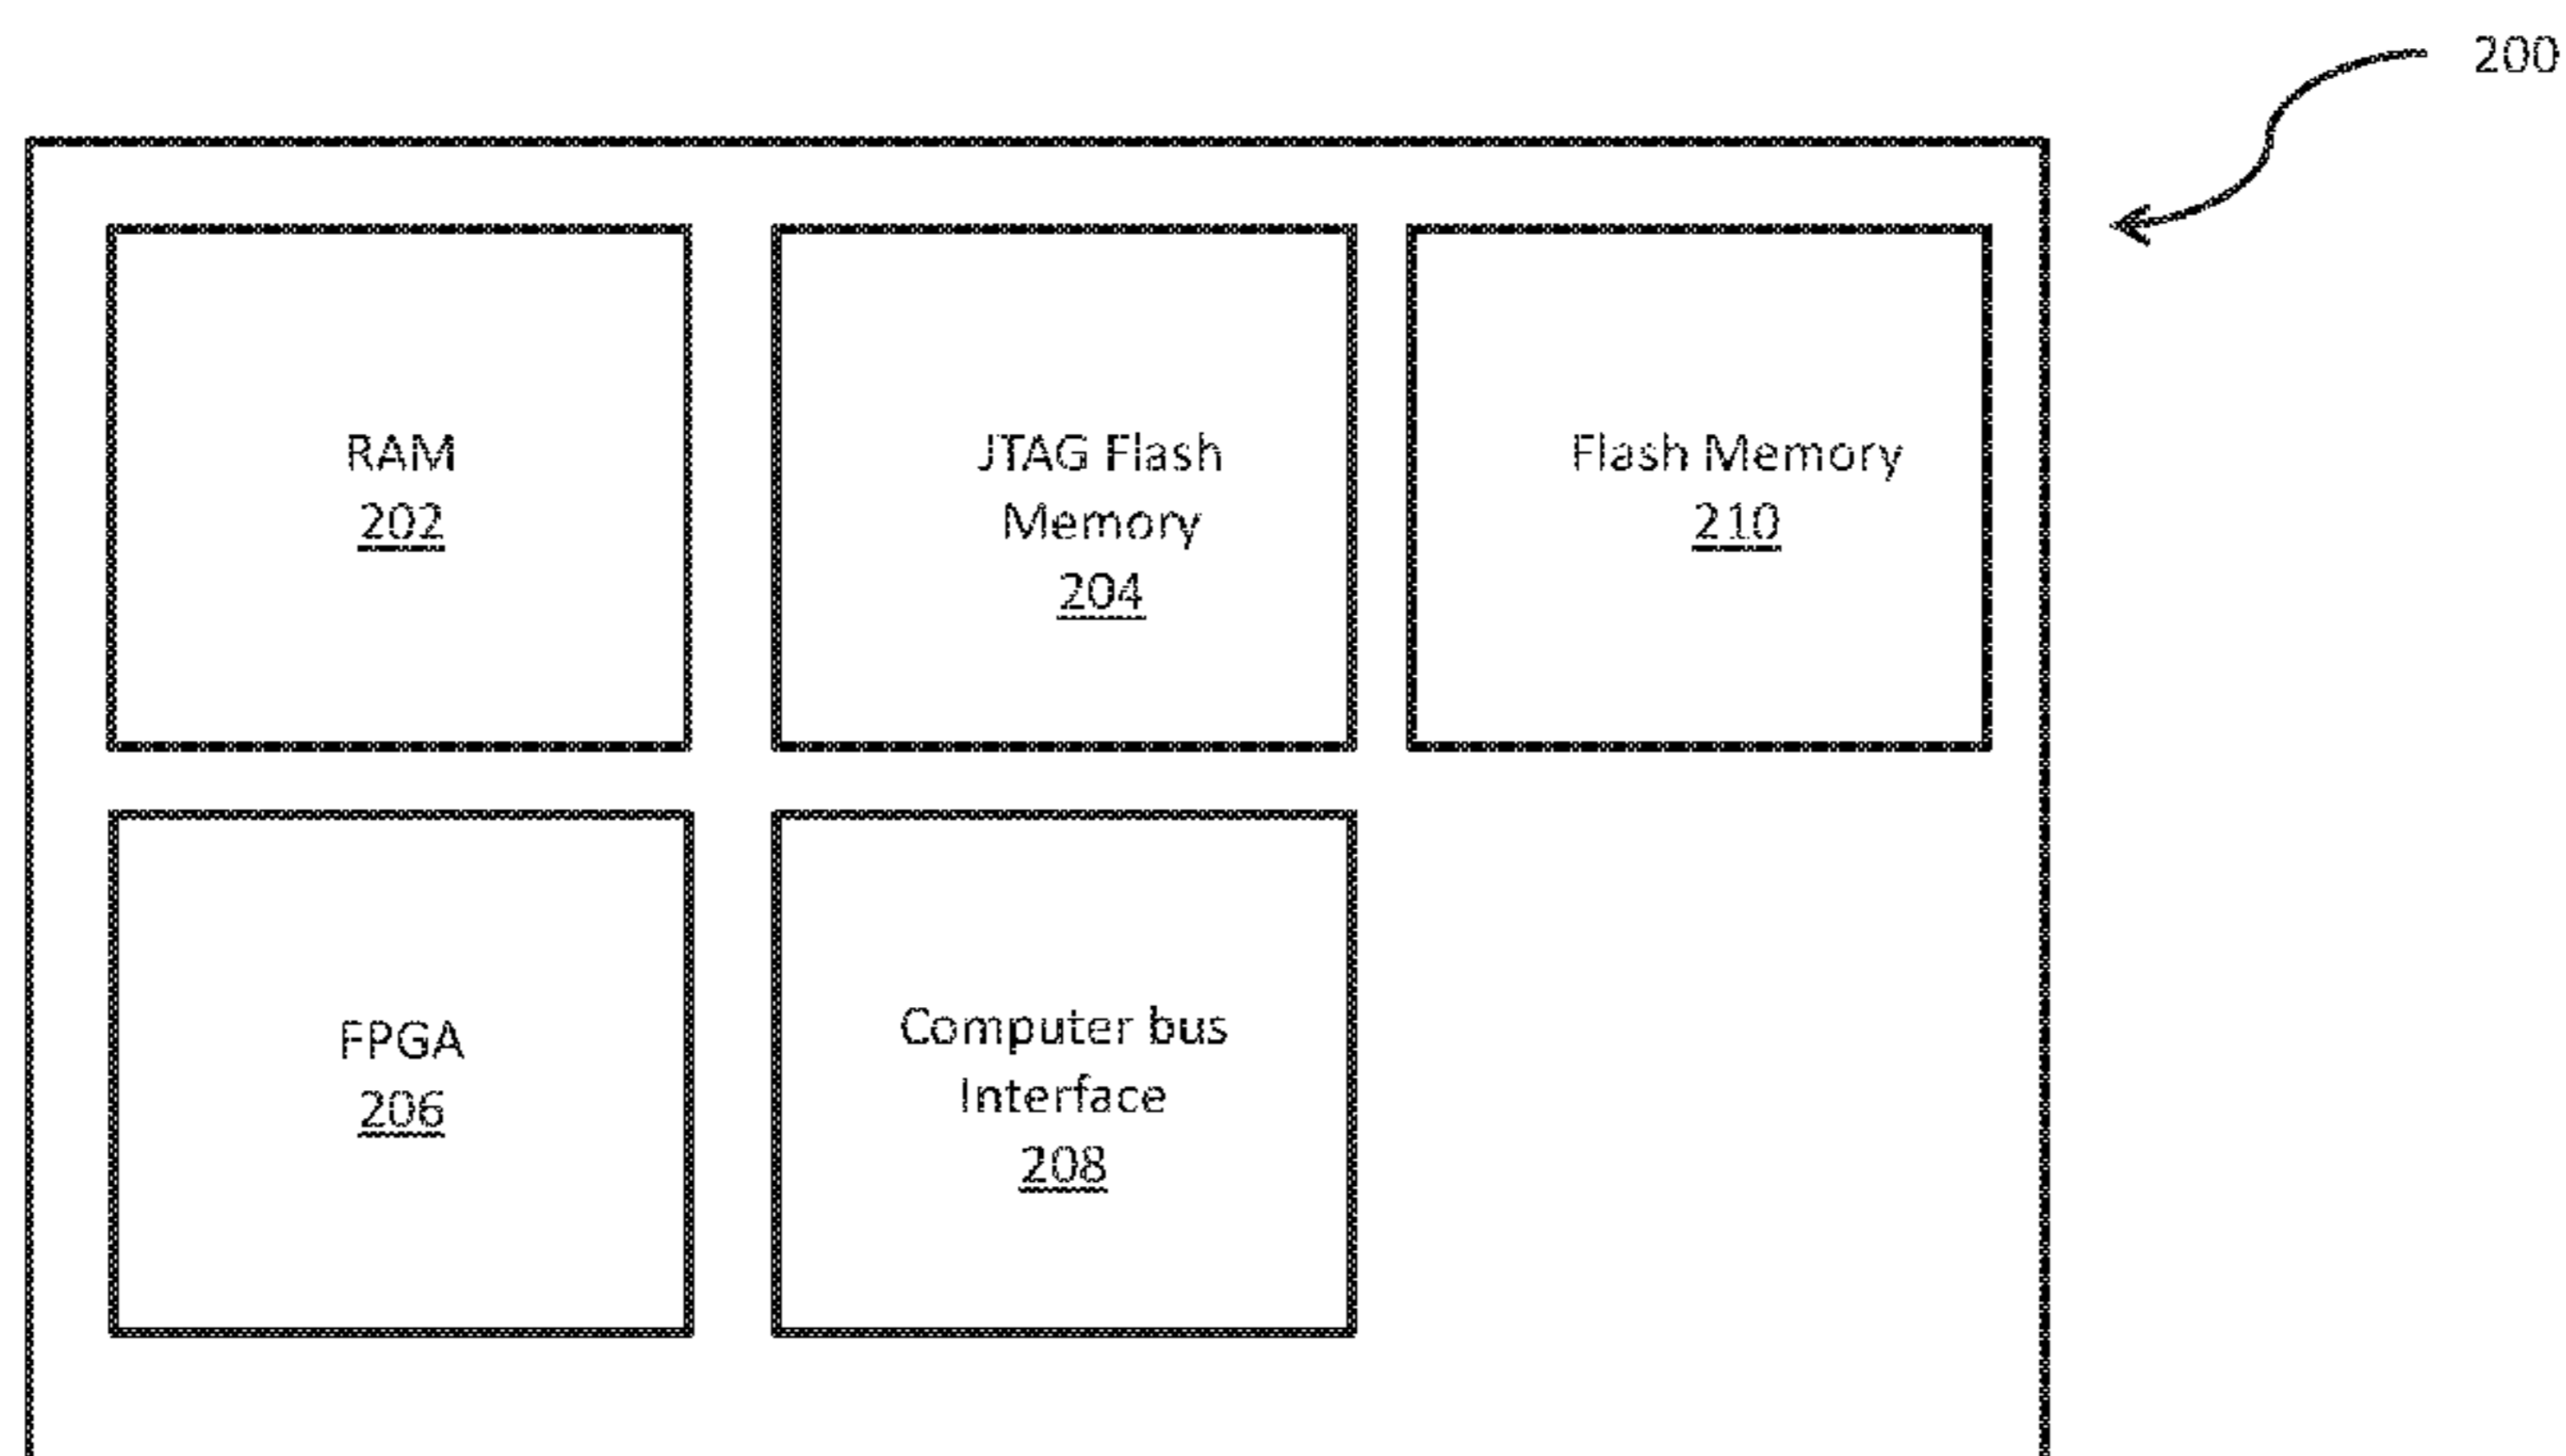 200
RAM
202
JTAG Flash
Memory
204
Flash Memory
210
FPGA
206
Computer bus
Interface
208